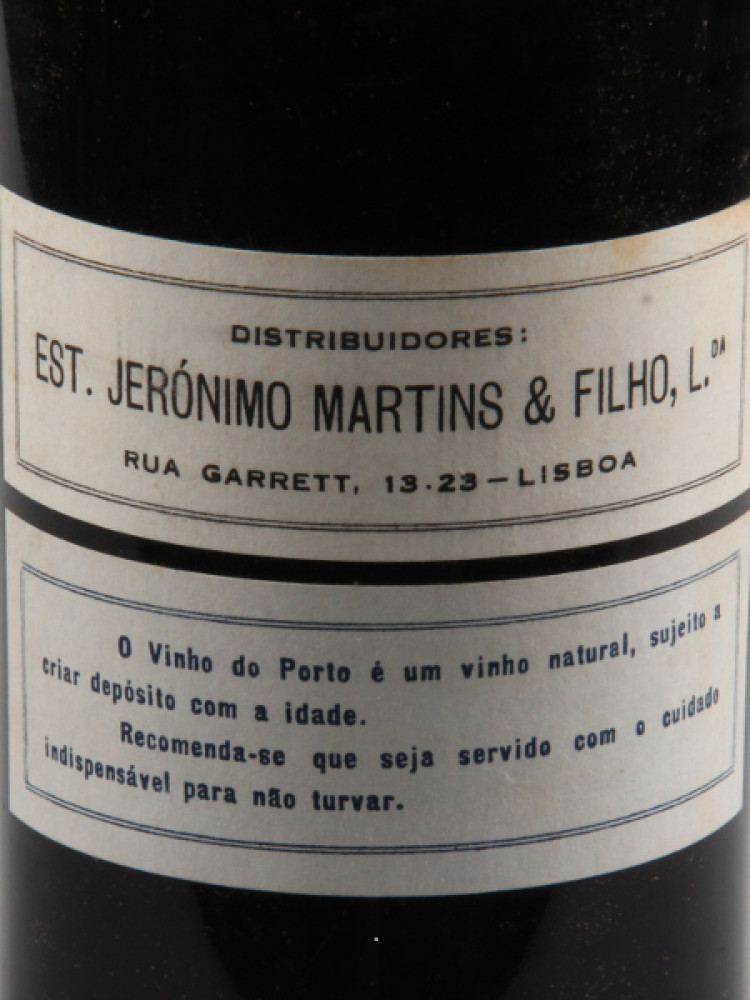 DISTRIBUIDORES:
EST. JERÓNIMO MARTINS & FILHO, L.DA
RUA GARRETT, 13-23 — LISBOA
O Vinho do Porto é um vinho natural, sujeito a
criar depósito com a idade.
Recomenda-se que seja servido com o cuidado
indispensável para não turvar.